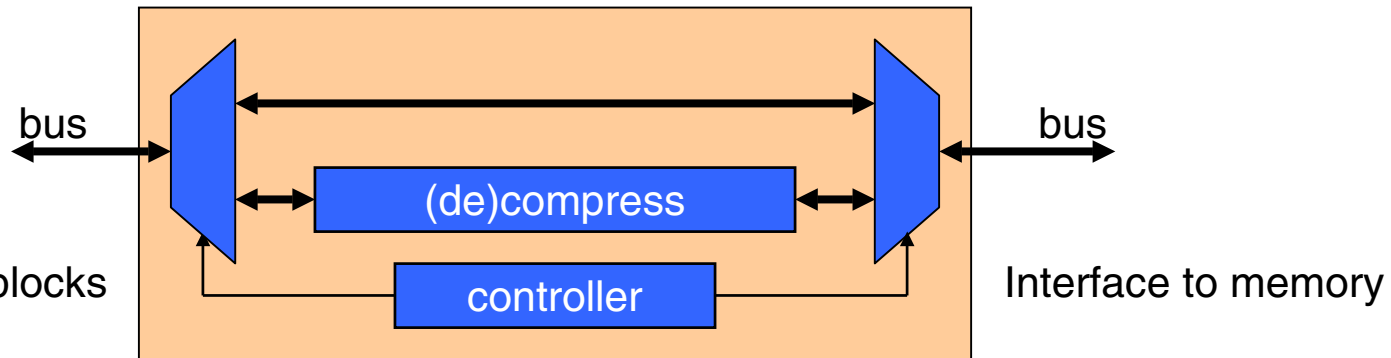 bus
bus
(de)compress
blocks
controller
Interface to memory